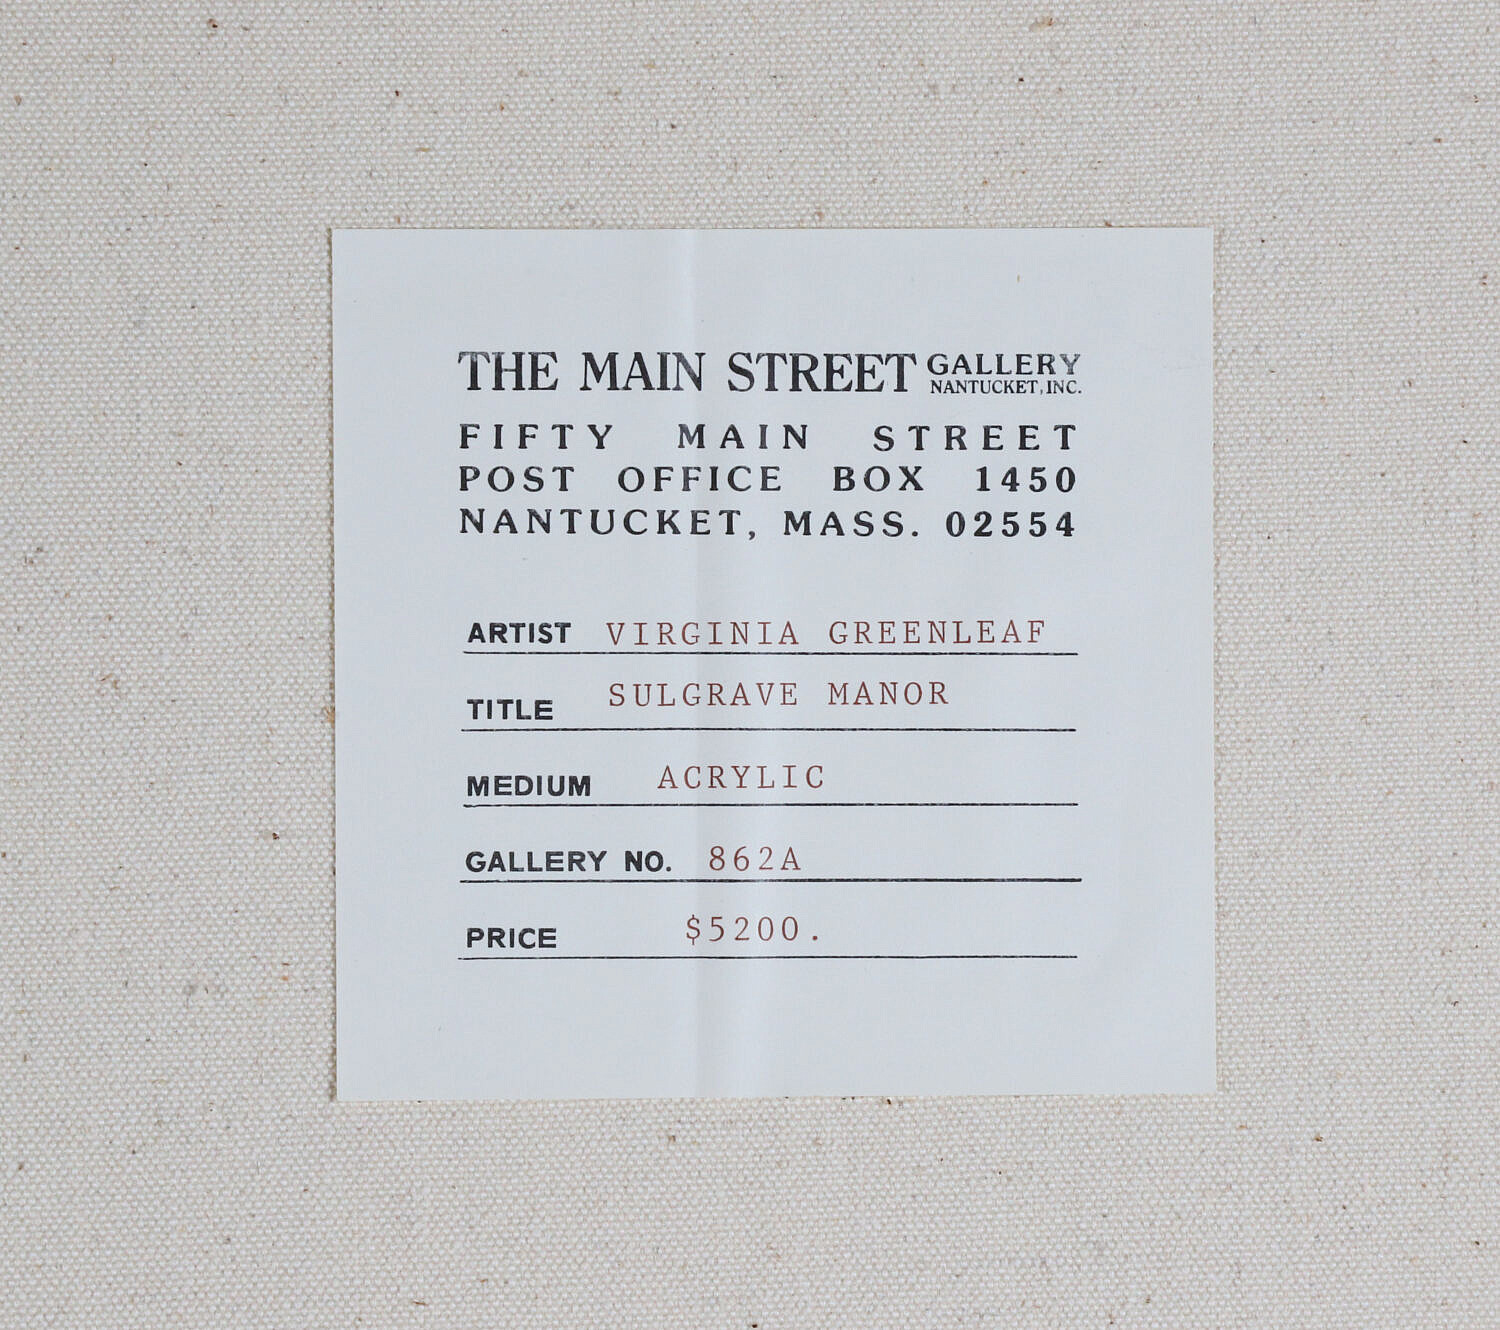 THE MAIN STREET GALLERY
NANTUCKET, INC.
FIFTY MAIN STREET
POST OFFICE BOX 1450
NANTUCKET, MASS. 02554
ARTIST VIRGINIA GREENLEAF
TITLE SULGRAVE MANOR
MEDIUM ACRYLIC
GALLERY NO. 862A
PRICE $5200.